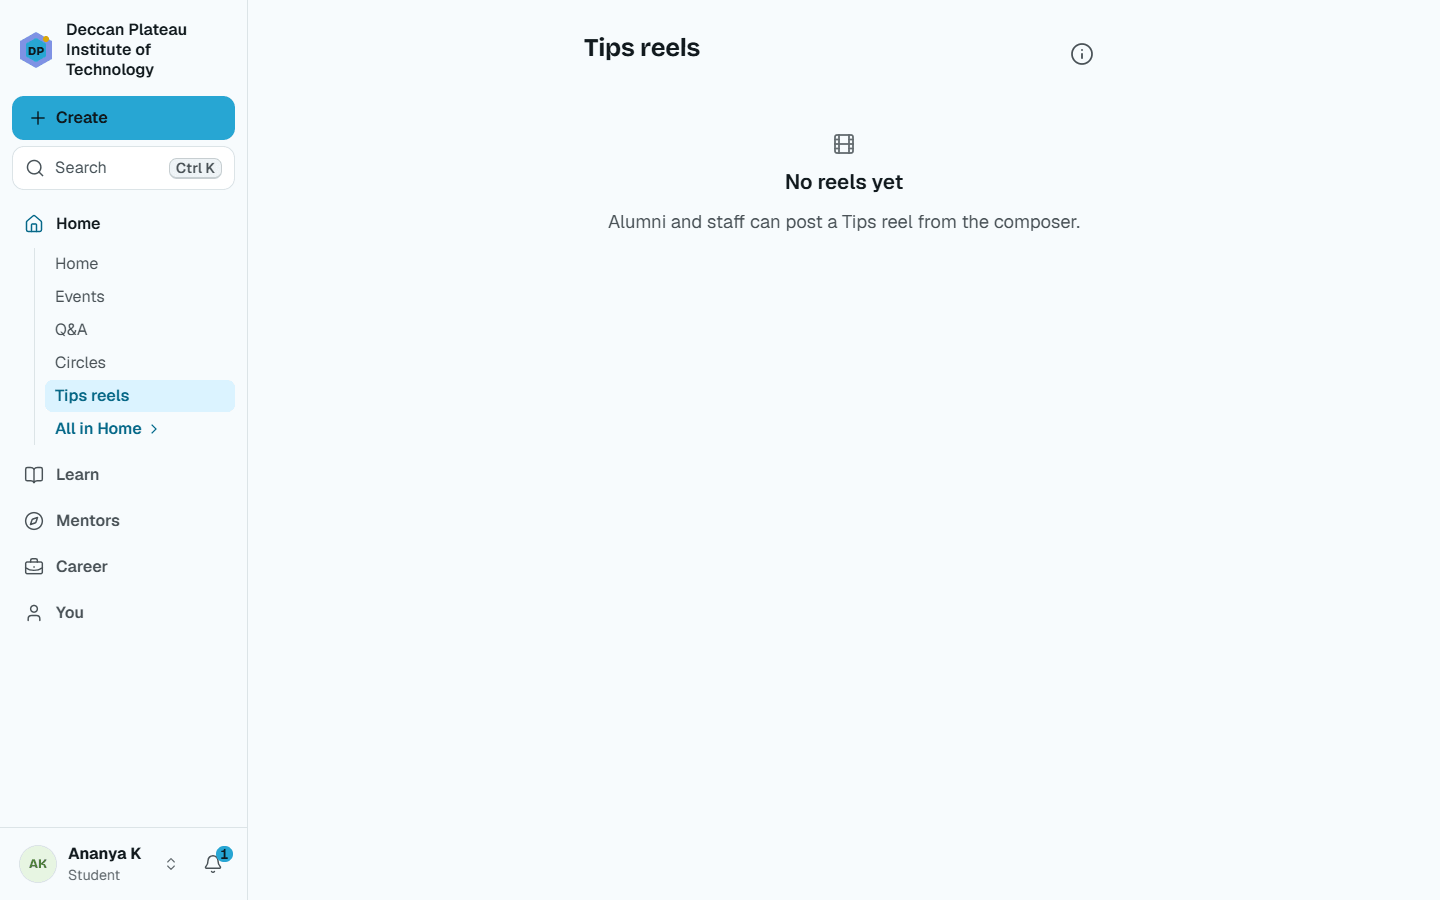 DP
Deccan Plateau
Institute of
Technology
Create
Search
Ctrl K
Home
Home
Events
Q&A
Circles
Tips reels
All in Home
Learn
Mentors
Career
You
AK
Ananya K
Student
1
Tips reels
No reels yet
Alumni and staff can post a Tips reel from the composer.